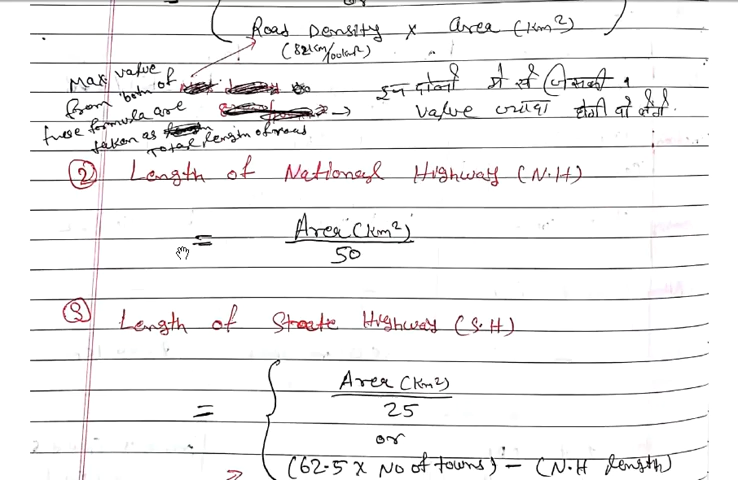 or
Road Density × Area (km²)
(82km/100km²)
Max value
from both of
these formula are
taken as
Total length of road
→ इन दोनों में से जिसकी
value ज्यादा होगी वो लेंगे
② Length of National Highway (N.H)
= Area (km²)
50
③ Length of State Highway (S.H)
= Area (km²)
25
or
(62.5 x No of towns) - (N.H length)